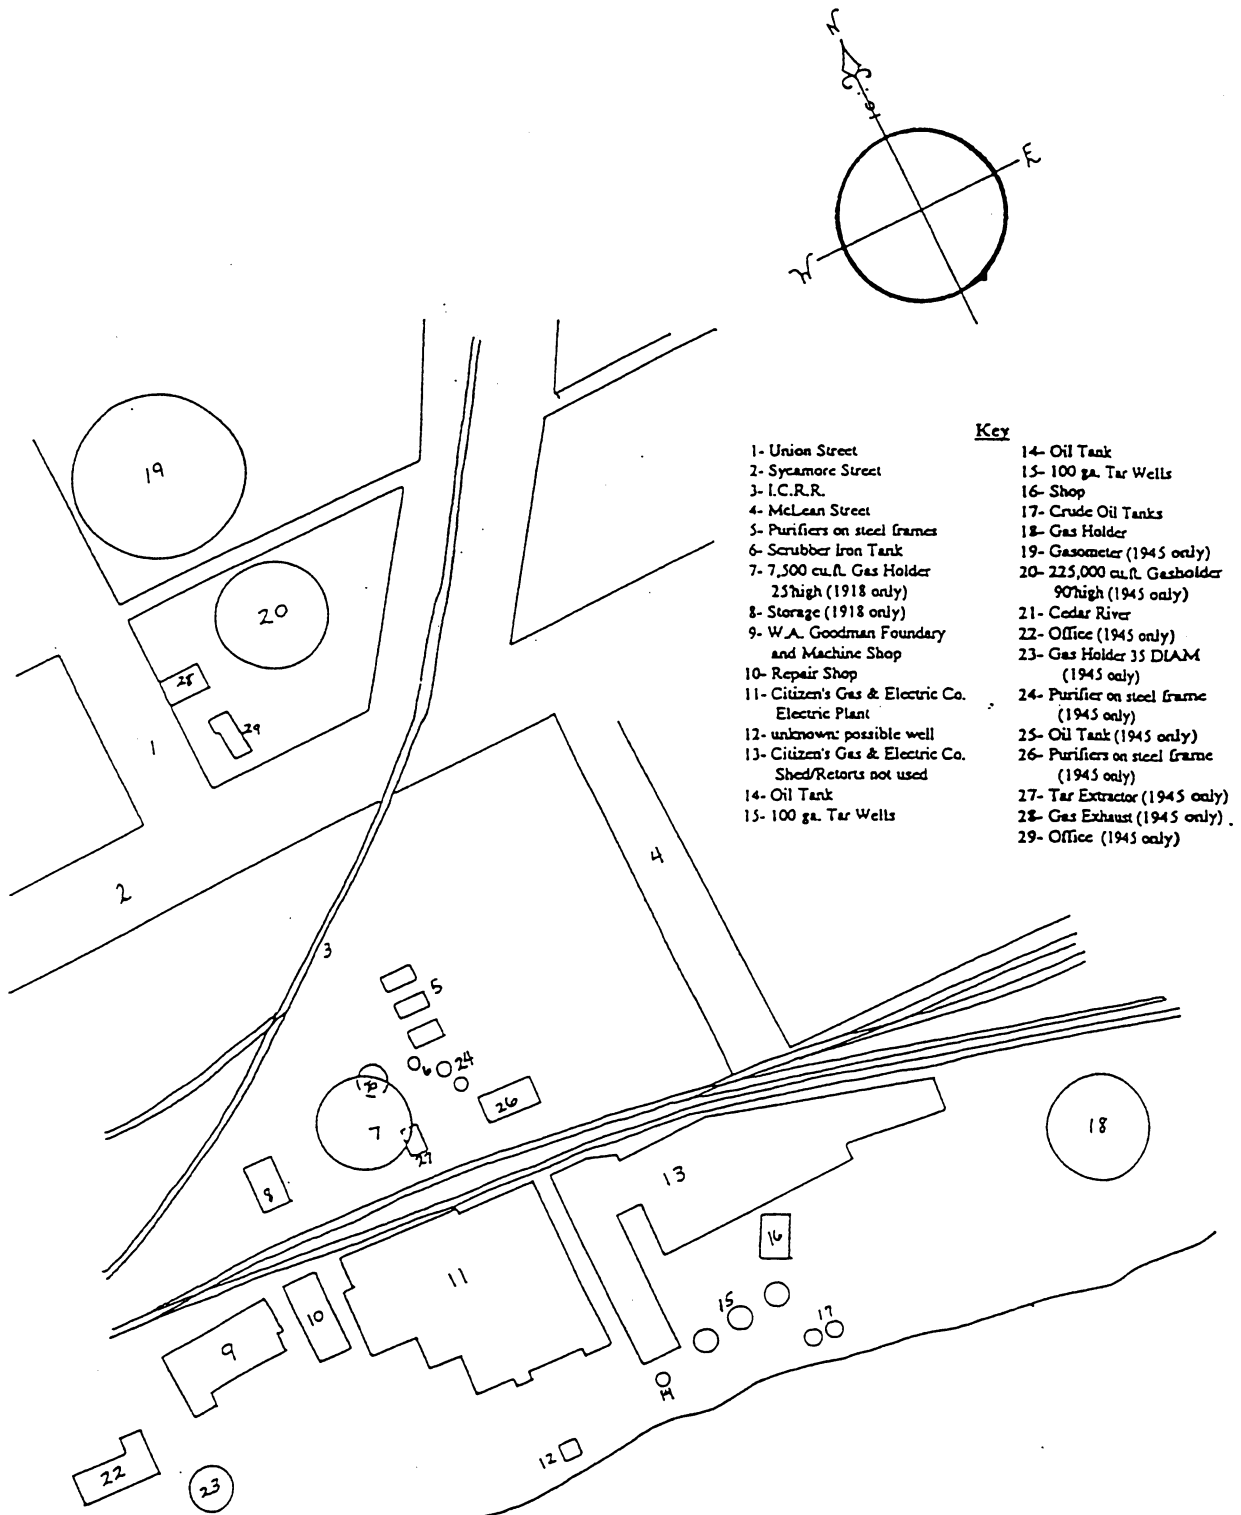 N
E
W
Key
1- Union Street
2- Sycamore Street
3- I.C.R.R.
4- McLean Street
5- Purifiers on steel frames
6- Scrubber Iron Tank
7- 7,500 cu.ft. Gas Holder
25'high (1918 only)
8- Storage (1918 only)
9- W.A. Goodman Foundary
and Machine Shop
10- Repair Shop
11- Citizen's Gas & Electric Co.
Electric Plant
12- unknown: possible well
13- Citizen's Gas & Electric Co.
Shed/Retorts not used
14- Oil Tank
15- 100 ga. Tar Wells
14- Oil Tank
15- 100 ga. Tar Wells
16- Shop
17- Crude Oil Tanks
18- Gas Holder
19- Gasometer (1945 only)
20- 225,000 cu.ft. Gasholder
90'high (1945 only)
21- Cedar River
22- Office (1945 only)
23- Gas Holder 35 DIAM
(1945 only)
24- Purifier on steel frame
(1945 only)
25- Oil Tank (1945 only)
26- Purifiers on steel frame
(1945 only)
27- Tar Extractor (1945 only)
28- Gas Exhaust (1945 only)
29- Office (1945 only)
19
20
28
29
1
2
4
3
5
6
24
26
7
27
18
8
13
16
11
15
17
10
9
14
12
22
23